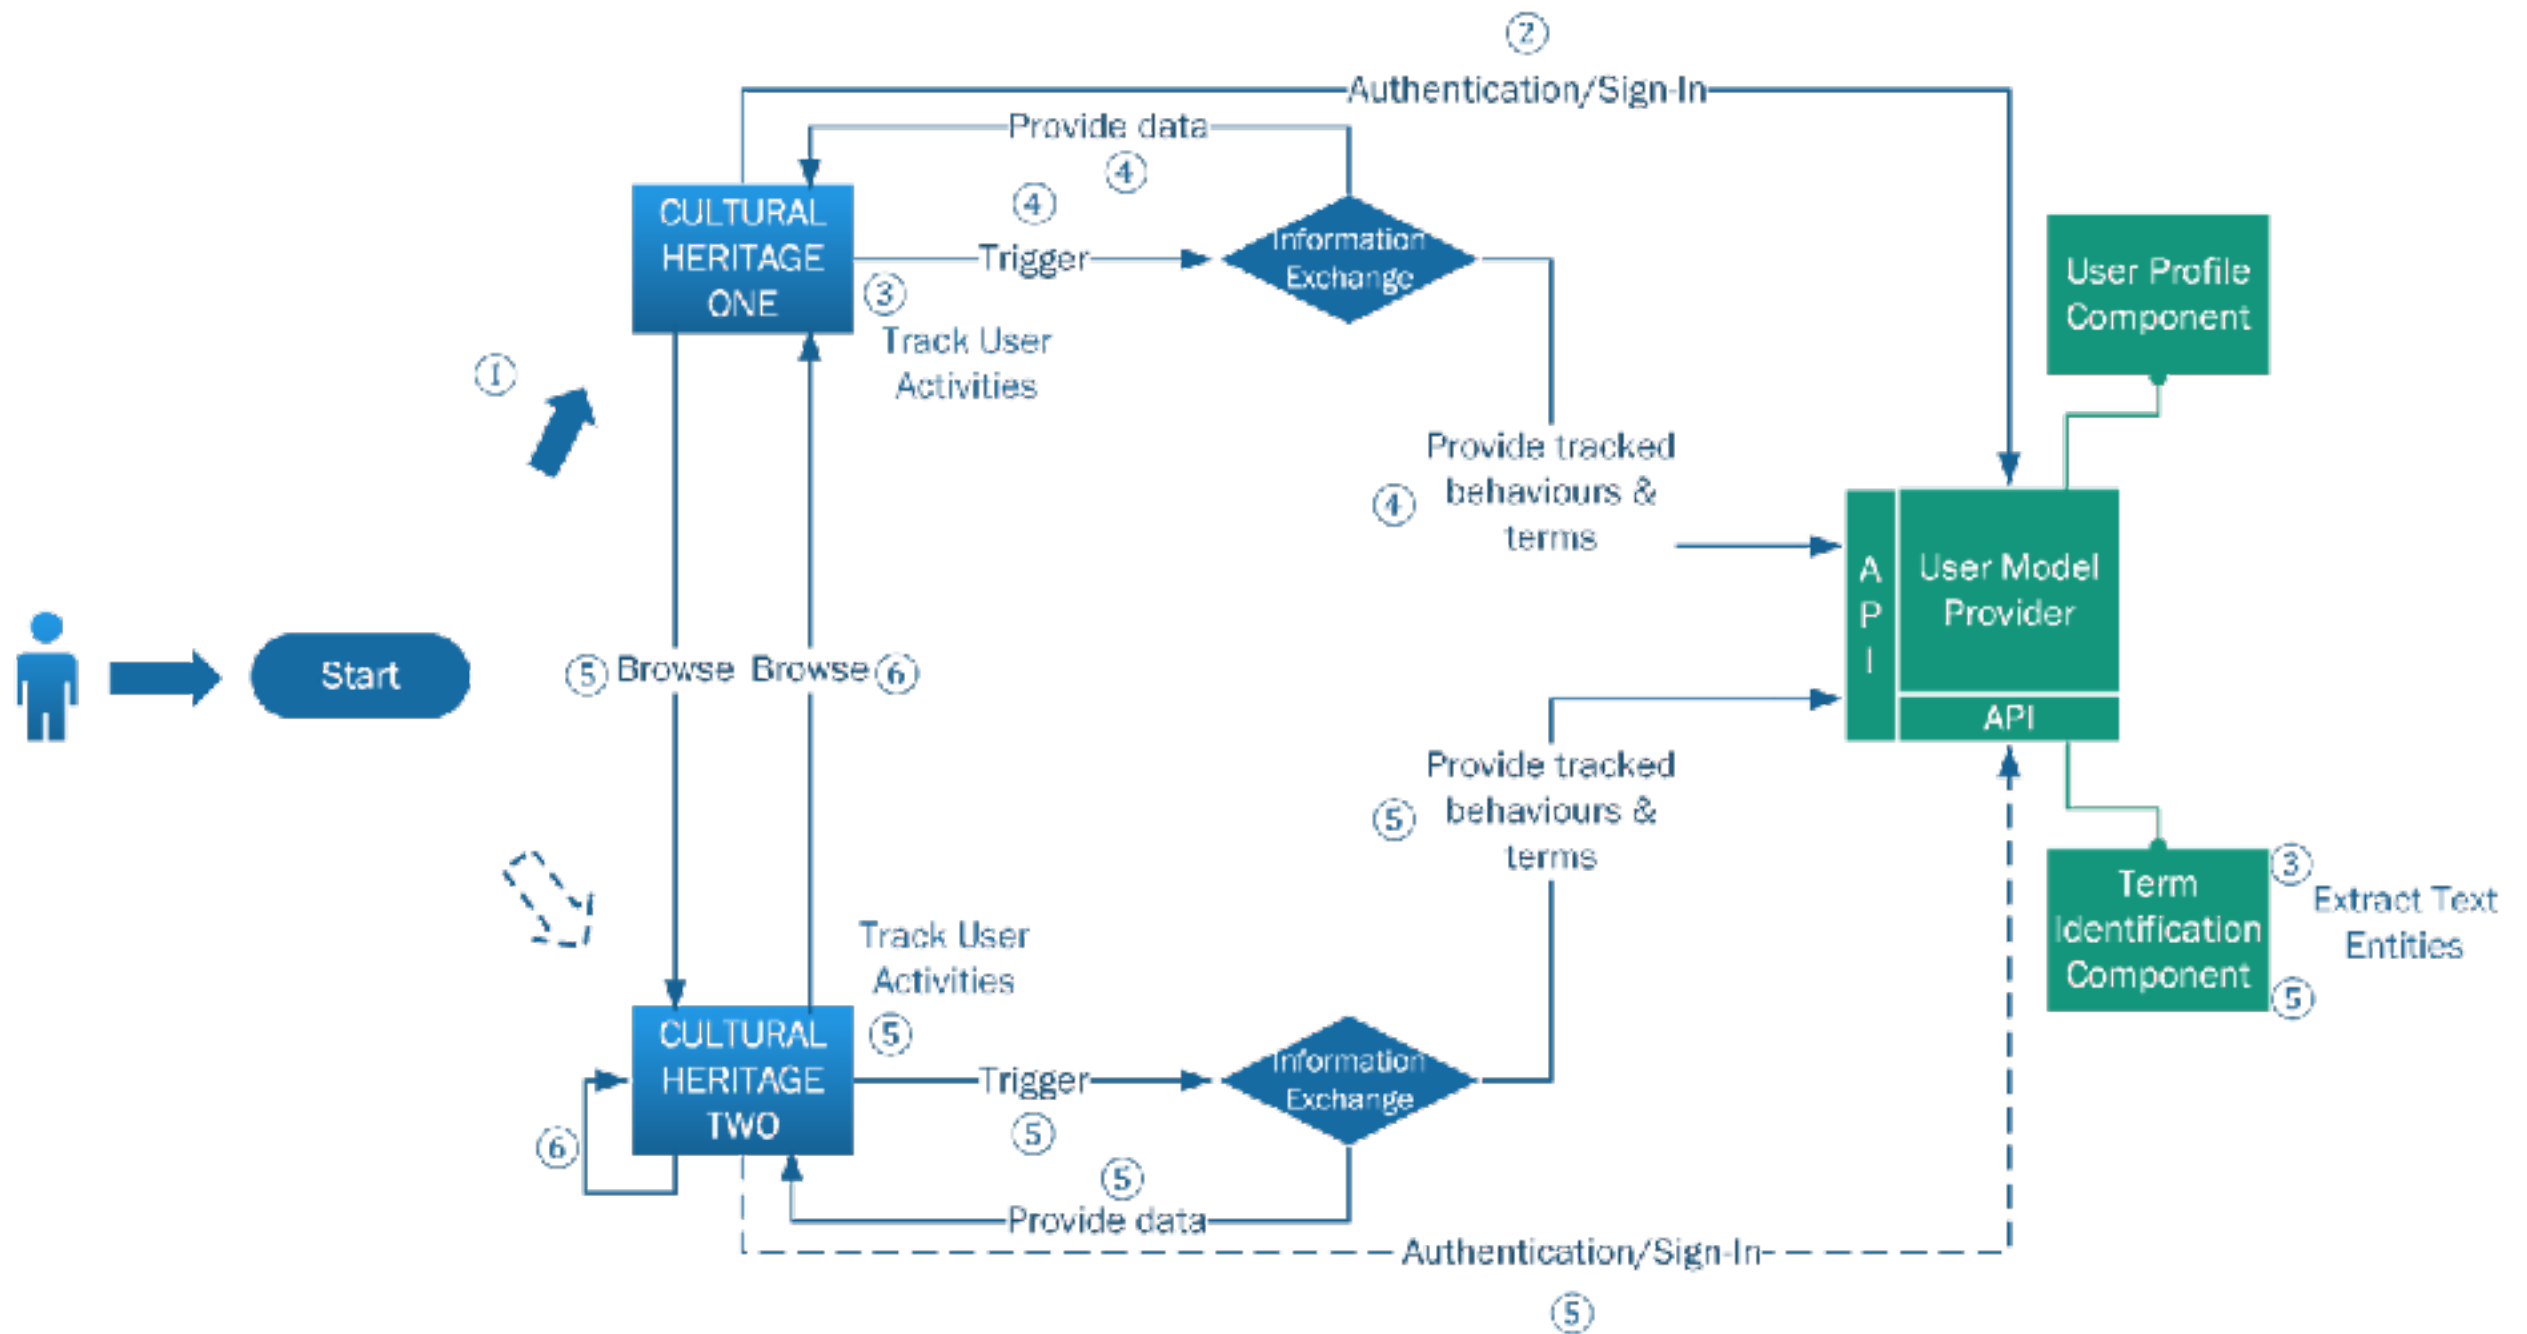 ②
Authentication/Sign-In
Provide data
④
④
CULTURAL
HERITAGE
ONE
Trigger
Information
Exchange
③
Track User
Activities
User Profile
Component
①
Provide tracked
behaviours &
terms
④
A
P
I
User Model
Provider
API
Start
⑤ Browse
Browse ⑥
Provide tracked
behaviours &
terms
⑤
Term
Identification
Component
③
Extract Text
Entities
⑤
Track User
Activities
⑤
CULTURAL
HERITAGE
TWO
Trigger
⑤
Information
Exchange
⑥
⑤
Provide data
Authentication/Sign-In
⑤